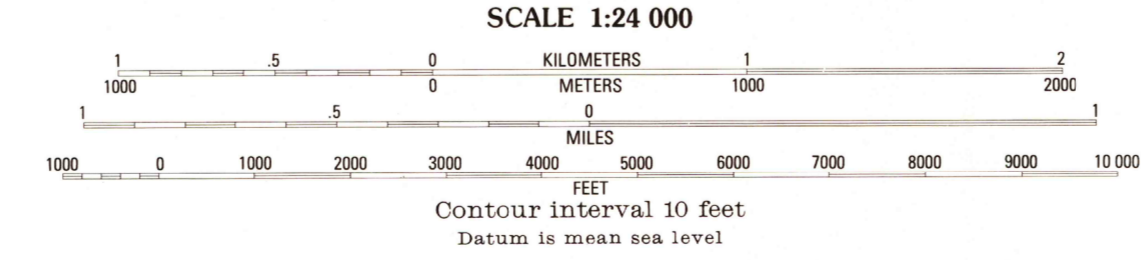 SCALE 1:24 000
1 .5 0 KILOMETERS 1 2
1000 0 METERS 1000 2000
1 .5 0 1
MILES
1000 0 1000 2000 3000 4000 5000 6000 7000 8000 9000 10 000
FEET
Contour interval 10 feet
Datum is mean sea level